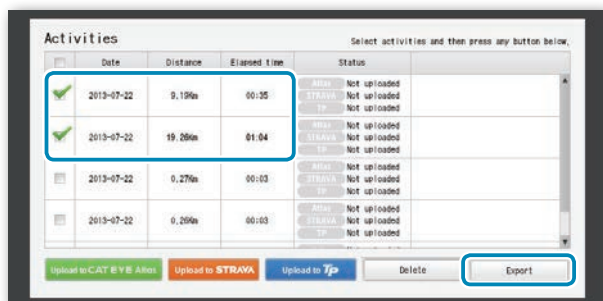 Activities
Select activities and then press any button below.
Date Distance Elapsed time Status
2013-07-22 9.19Km 00:35
Atlas Not uploaded
STRAVA Not uploaded
TP Not uploaded
2013-07-22 19.26Km 01:04
Atlas Not uploaded
STRAVA Not uploaded
TP Not uploaded
2013-07-22 0.27Km 00:03
Atlas Not uploaded
STRAVA Not uploaded
TP Not uploaded
2013-07-22 0.26Km 00:03
Atlas Not uploaded
STRAVA Not uploaded
TP Not uploaded
Upload to CATEYE Atlas Upload to STRAVA Upload to TP Delete Export